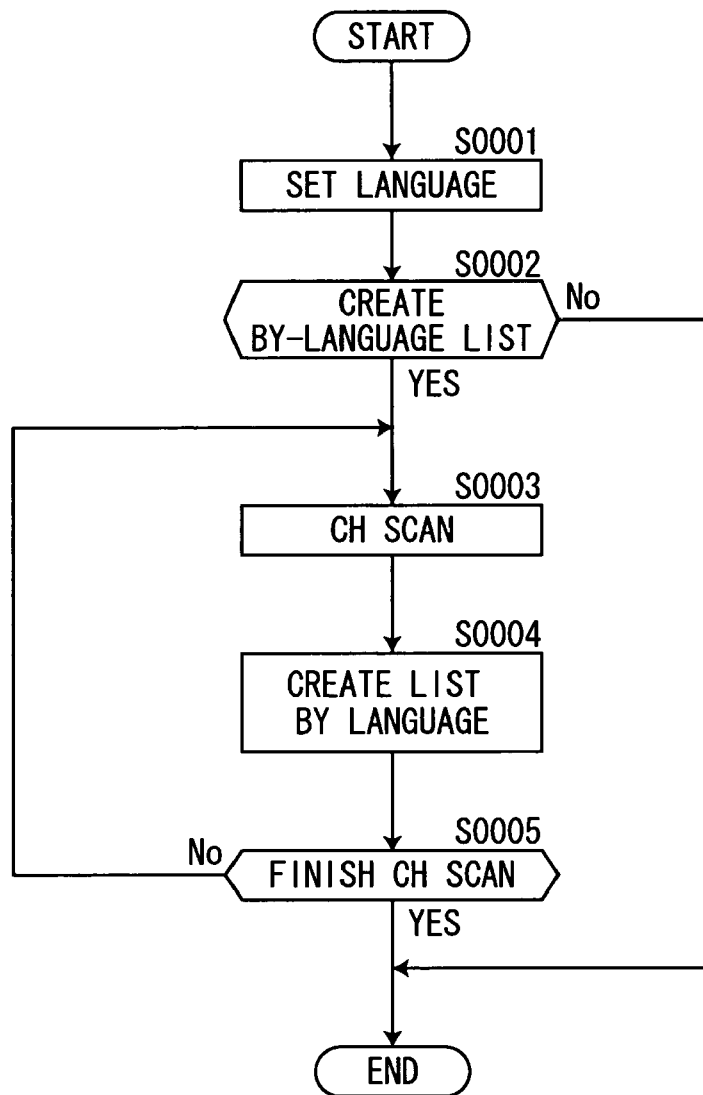 START
S0001
SET LANGUAGE
S0002
CREATE
BY-LANGUAGE LIST
No
YES
S0003
CH SCAN
S0004
CREATE LIST
BY LANGUAGE
S0005
No
FINISH CH SCAN
YES
END